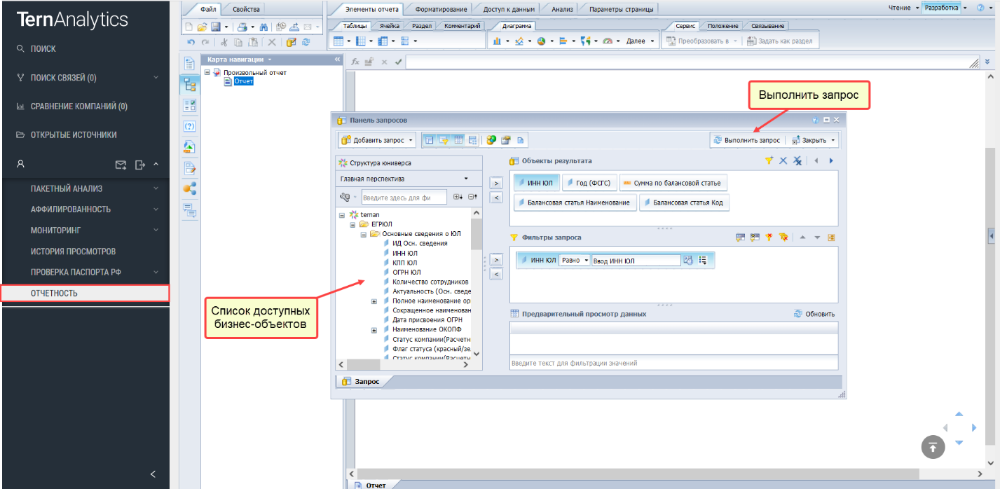 TernAnalytics
ПОИСК
ПОИСК СВЯЗЕЙ (0)
СРАВНЕНИЕ КОМПАНИЙ (0)
ОТКРЫТЫЕ ИСТОЧНИКИ
ПАКЕТНЫЙ АНАЛИЗ
АФФИЛИРОВАННОСТЬ
МОНИТОРИНГ
ИСТОРИЯ ПРОСМОТРОВ
ПРОВЕРКА ПАСПОРТА РФ
ОТЧЕТНОСТЬ
Файл Свойства
Элементы отчета Форматирование Доступ к данным Анализ Параметры страницы
Чтение Разработка
Таблицы Ячейка Раздел Комментарий Диаграмма
Сервис Положение Связывание
Далее
Преобразовать в Задать как раздел
Карта навигации
Произвольный отчет
Отчет
Выполнить запрос
Панель запросов
Добавить запрос
Выполнить запрос Закрыть
Структура юниверса
Главная перспектива
Введите здесь для фи
ternan
ЕГРЮЛ
Основные сведения о ЮЛ
ИД Осн. сведения
ИНН ЮЛ
КПП ЮЛ
ОГРН ЮЛ
Количество сотрудников
Актуальность (Осн. сведе
Полное наименование ор
Сокращенное наименован
Дата присвоения ОГРН
Наименование ОКОПФ
Статус компании(Расчетн
Флаг статуса (красный/зе.
Статус компании(Расчетн
Список доступных
бизнес-объектов
Объекты результата
ИНН ЮЛ Год (ФСГС) Сумма по балансовой статье
Балансовая статья Наименование Балансовая статья Код
Фильтры запроса
ИНН ЮЛ Равно Ввод ИНН ЮЛ
Предварительный просмотр данных Обновить
Введите текст для фильтрации значений
Запрос
Отчет